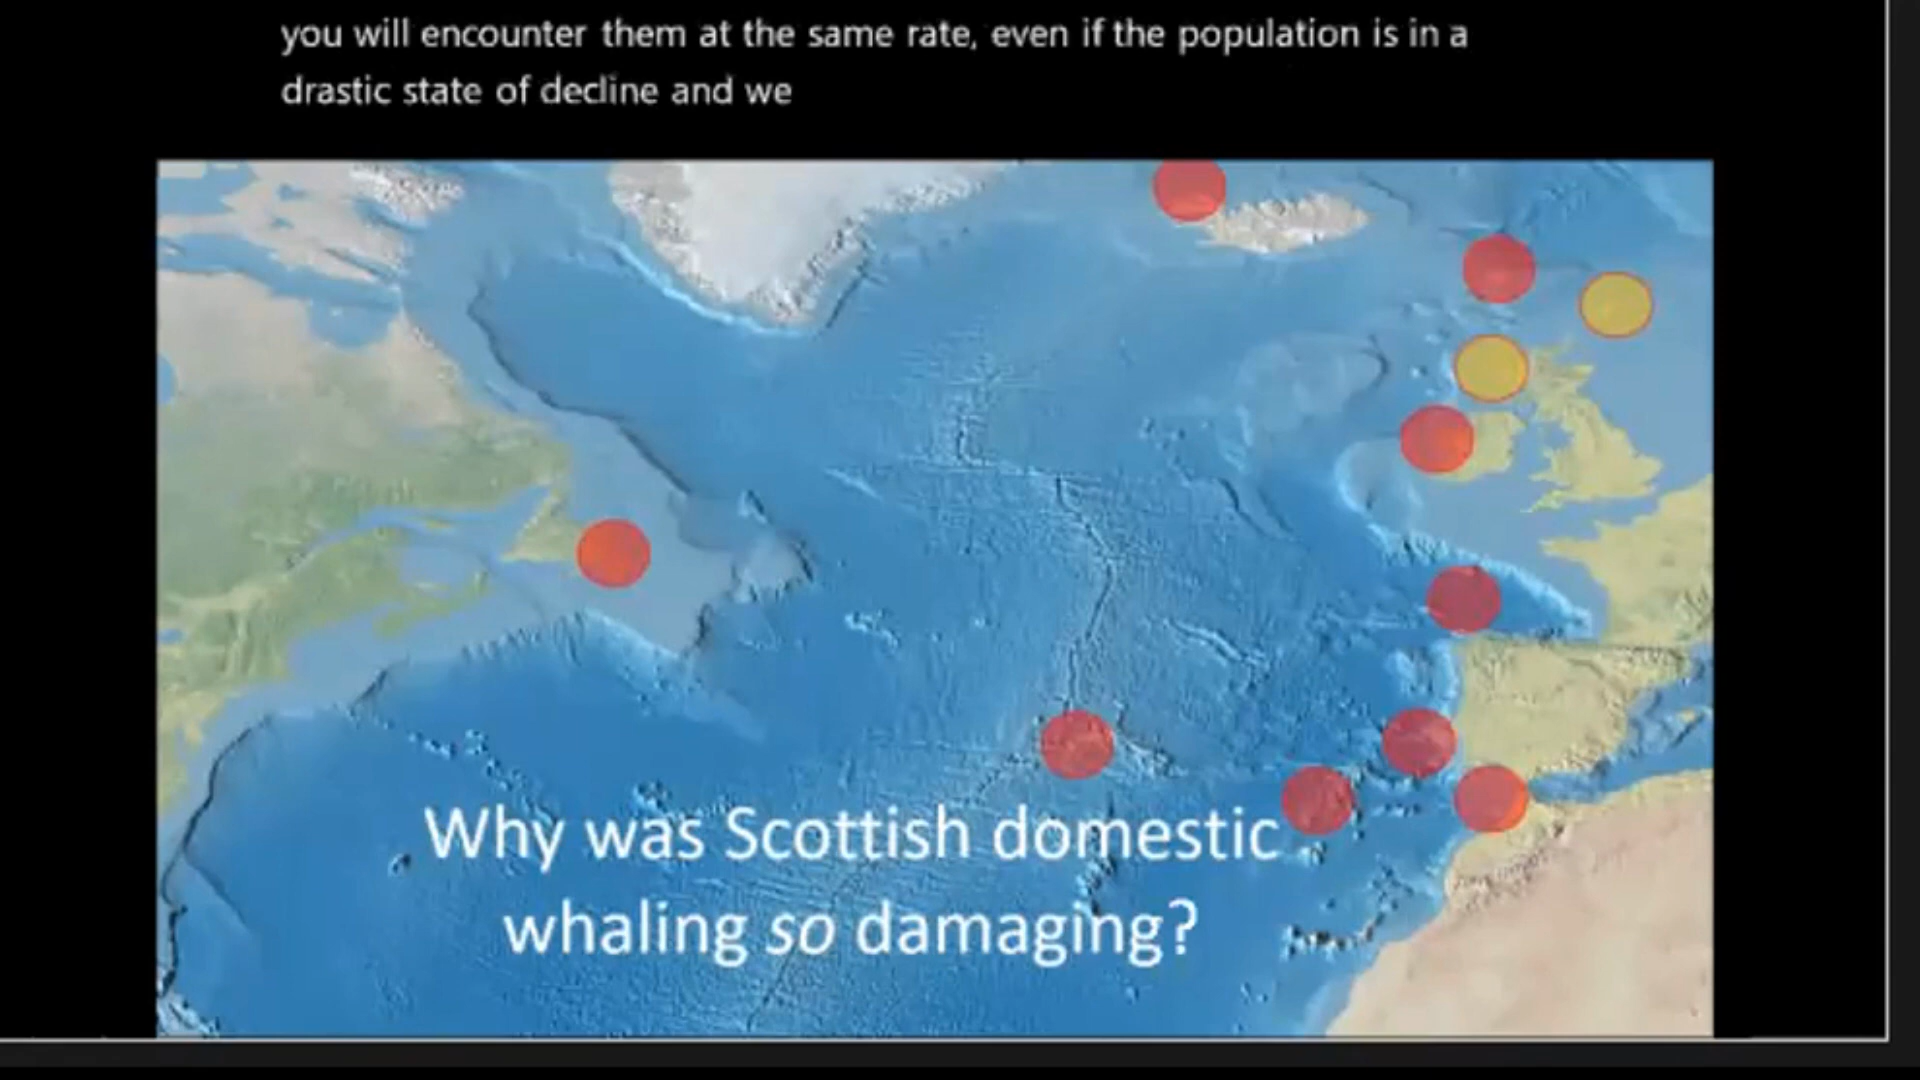 you will encounter them at the same rate, even if the population is in a
drastic state of decline and we
Why was Scottish domestic
whaling so damaging?